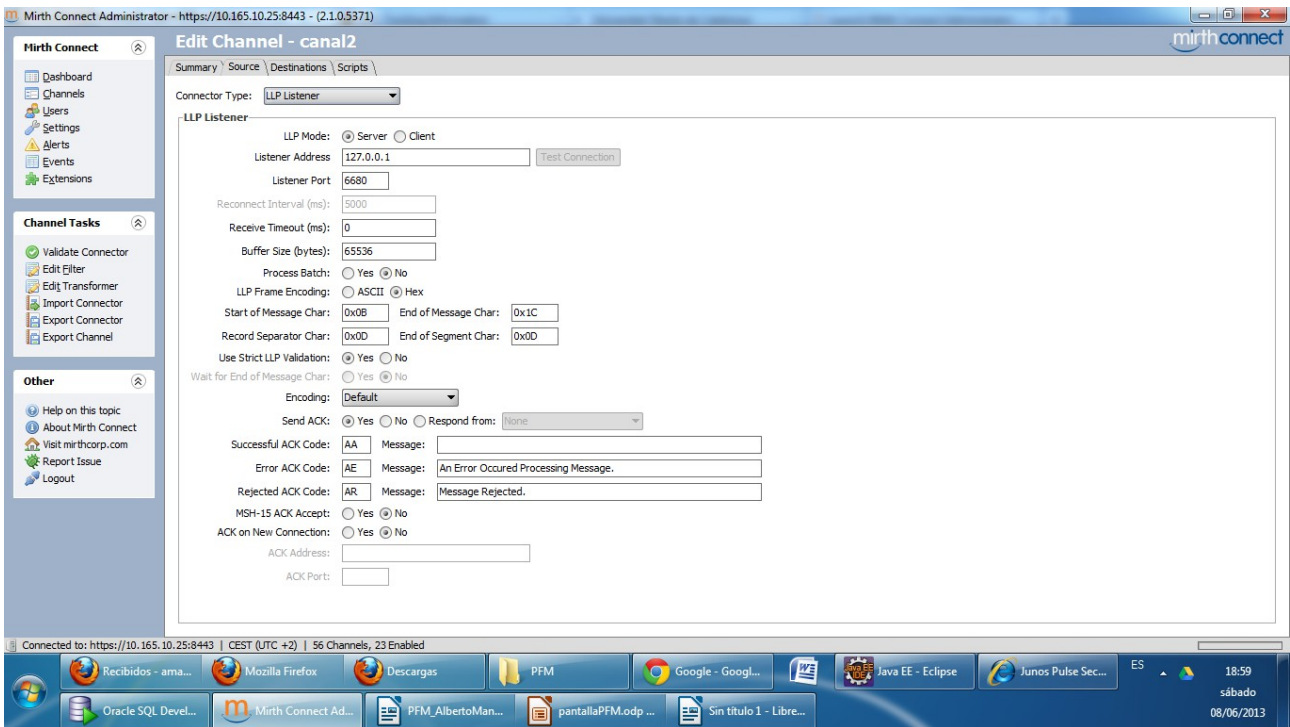 Mirth Connect Administrator - https://10.165.10.25:8443 - (2.1.0.5371)
Mirth Connect
Dashboard
Channels
Users
Settings
Alerts
Events
Extensions
Channel Tasks
Validate Connector
Edit Filter
Edit Transformer
Import Connector
Export Connector
Export Channel
Other
Help on this topic
About Mirth Connect
Visit mirthcorp.com
Report Issue
Logout
Edit Channel - canal2
mirthconnect
Summary Source Destinations Scripts
Connector Type: LLP Listener
LLP Listener
LLP Mode: Server Client
Listener Address 127.0.0.1 Test Connection
Listener Port 6680
Reconnect Interval (ms): 5000
Receive Timeout (ms): 0
Buffer Size (bytes): 65536
Process Batch: Yes No
LLP Frame Encoding: ASCII Hex
Start of Message Char: 0x0B End of Message Char: 0x1C
Record Separator Char: 0x0D End of Segment Char: 0x0D
Use Strict LLP Validation: Yes No
Wait for End of Message Char: Yes No
Encoding: Default
Send ACK: Yes No Respond from: None
Successful ACK Code: AA Message:
Error ACK Code: AE Message: An Error Occured Processing Message.
Rejected ACK Code: AR Message: Message Rejected.
MSH-15 ACK Accept: Yes No
ACK on New Connection: Yes No
ACK Address:
ACK Port:
Connected to: https://10.165.10.25:8443 | CEST (UTC +2) | 56 Channels, 23 Enabled
Recibidos - ama... Mozilla Firefox Descargas PFM Google - Googl... Java EE - Eclipse Junos Pulse Sec... ES 18:59
sábado
Oracle SQL Devel... Mirth Connect Ad... PFM_AlbertoMan... pantallaPFM.odp ... Sin título 1 - Libre... 08/06/2013